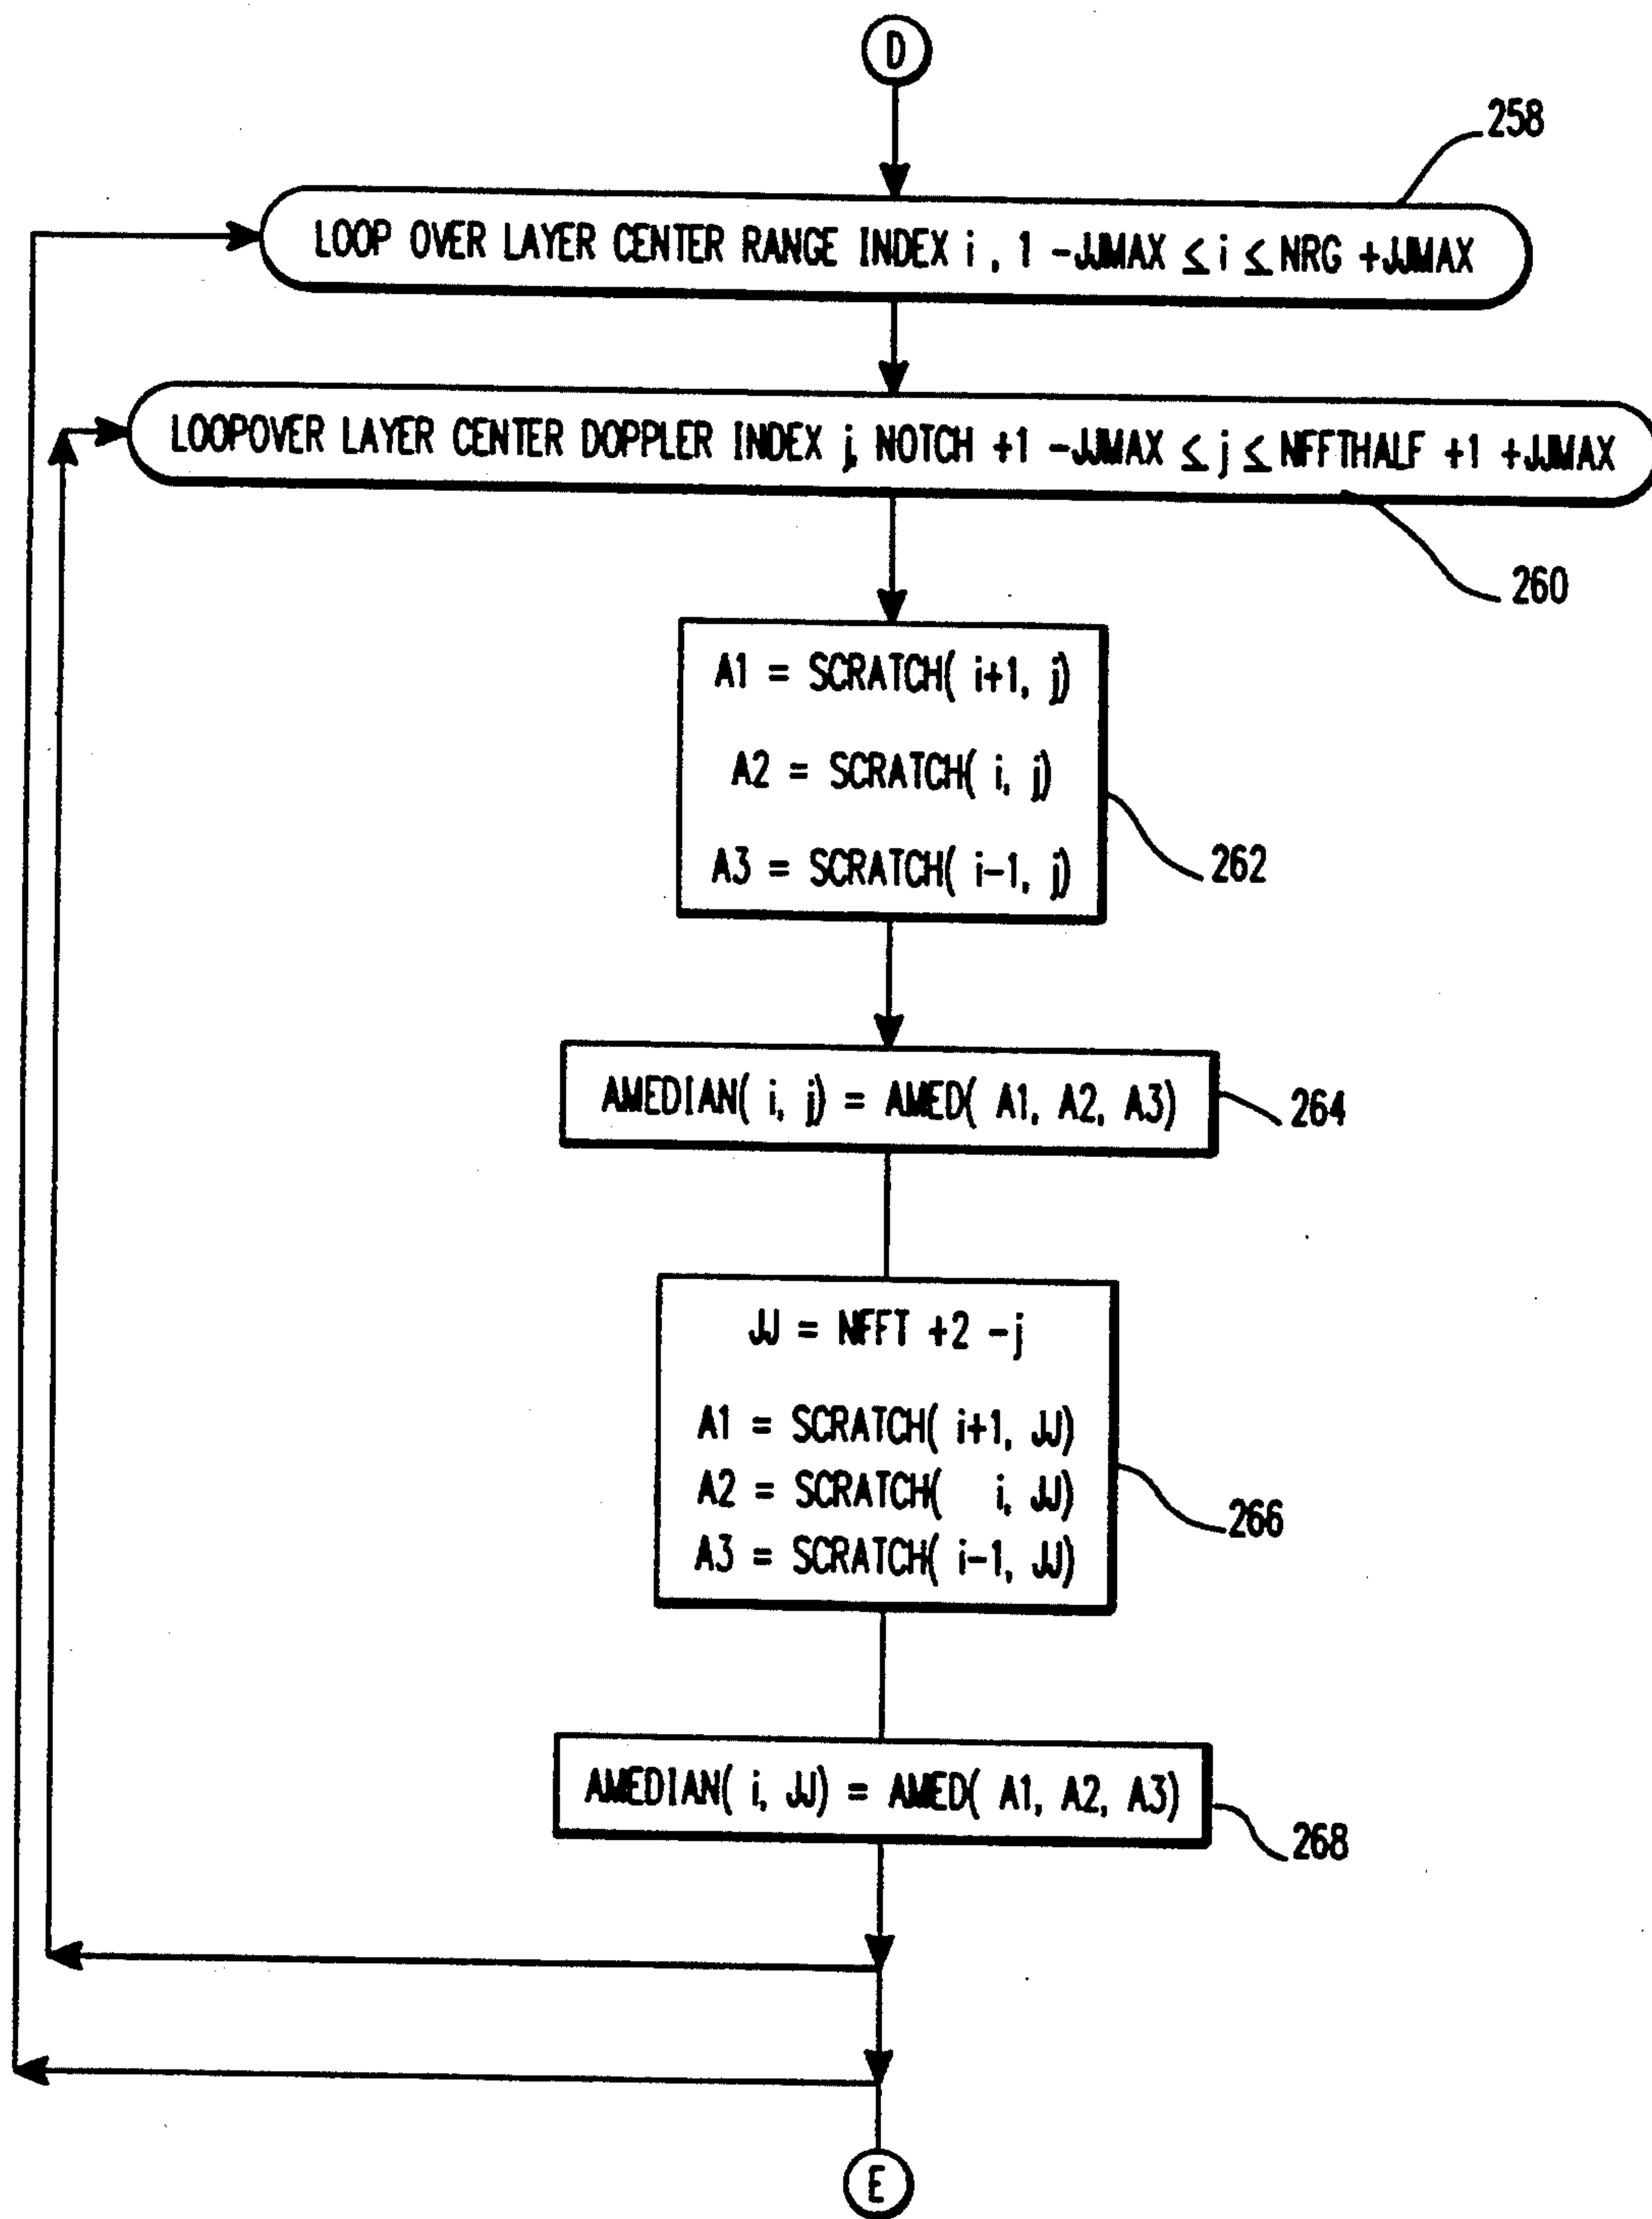 D
258
LOOP OVER LAYER CENTER RANGE INDEX i , 1 -JJMAX ≤ i ≤ NRG +JJMAX
LOOPOVER LAYER CENTER DOPPLER INDEX j, NOTCH +1 -JJMAX ≤ j ≤ NFFTHALF +1 +JJMAX
260
A1 = SCRATCH( i+1, j)
A2 = SCRATCH( i, j)
A3 = SCRATCH( i-1, j)
262
AMEDIAN( i, j) = AMED( A1, A2, A3)
264
JJ = NFFT +2 -j
A1 = SCRATCH( i+1, JJ)
A2 = SCRATCH( i, JJ)
A3 = SCRATCH( i-1, JJ)
266
AMEDIAN( i, JJ) = AMED( A1, A2, A3)
268
E